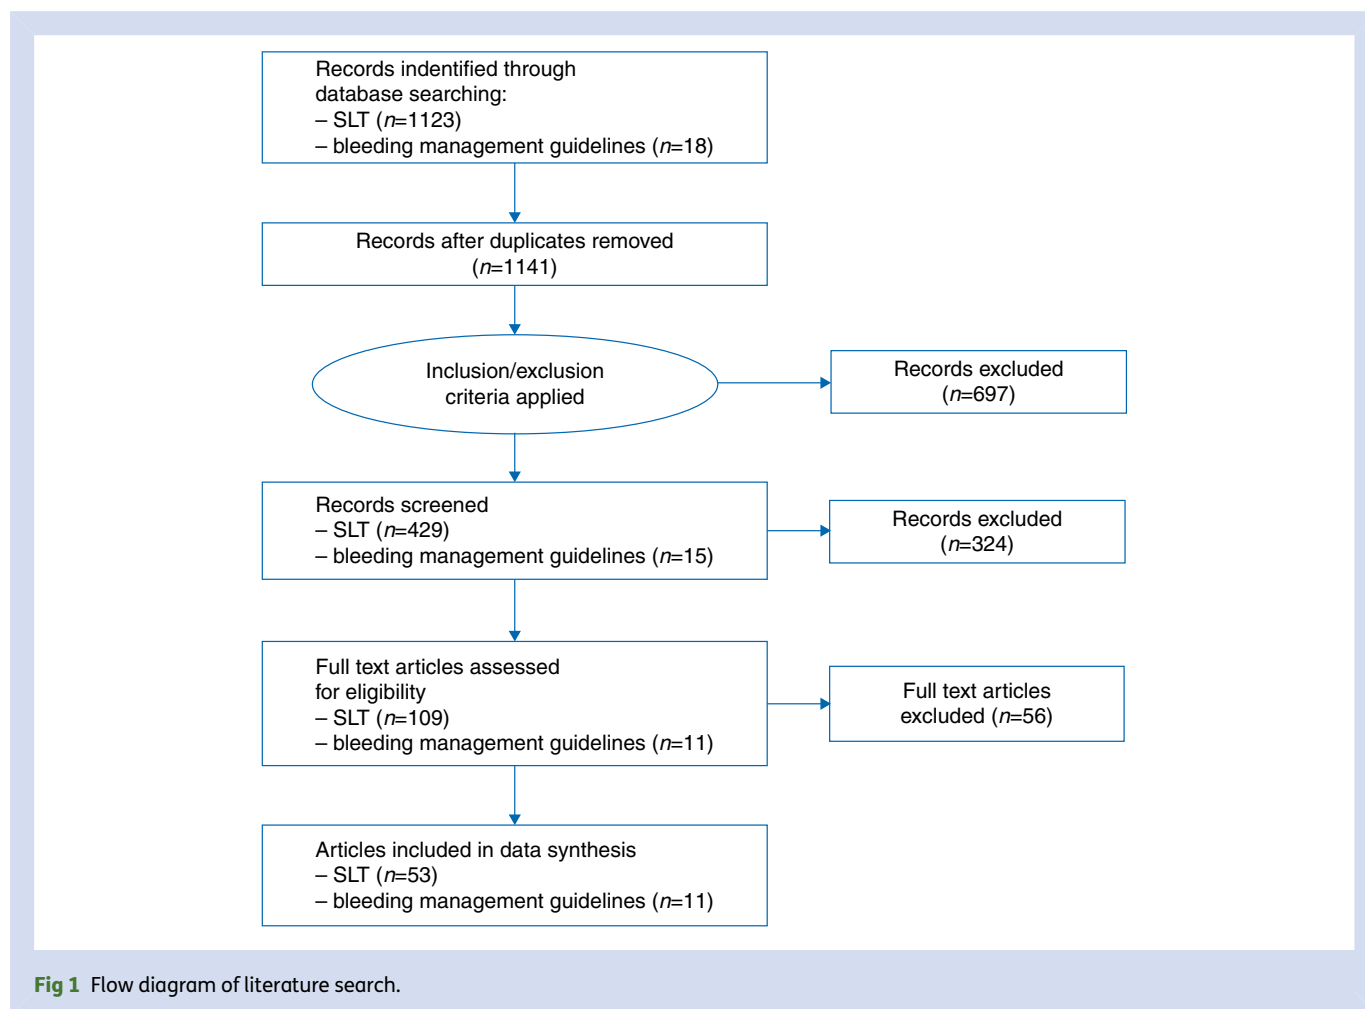 Records indentified through
database searching:
– SLT (n=1123)
– bleeding management guidelines (n=18)
Records after duplicates removed
(n=1141)
Inclusion/exclusion
criteria applied
Records excluded
(n=697)
Records screened
– SLT (n=429)
– bleeding management guidelines (n=15)
Records excluded
(n=324)
Full text articles assessed
for eligibility
– SLT (n=109)
– bleeding management guidelines (n=11)
Full text articles
excluded (n=56)
Articles included in data synthesis
– SLT (n=53)
– bleeding management guidelines (n=11)
Fig 1 Flow diagram of literature search.